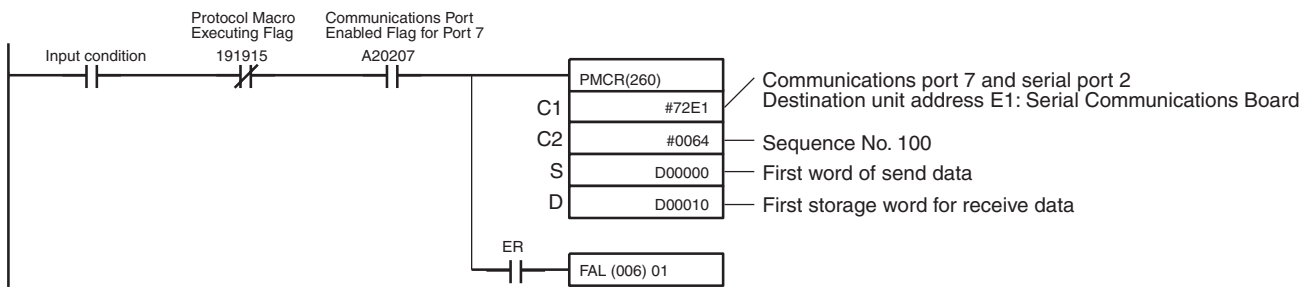 Protocol Macro
Executing Flag
Communications Port
Enabled Flag for Port 7
Input condition
191915
A20207
PMCR(260)
C1
#72E1
Communications port 7 and serial port 2
Destination unit address E1: Serial Communications Board
C2
#0064
Sequence No. 100
S
D00000
First word of send data
D
D00010
First storage word for receive data
ER
FAL (006) 01